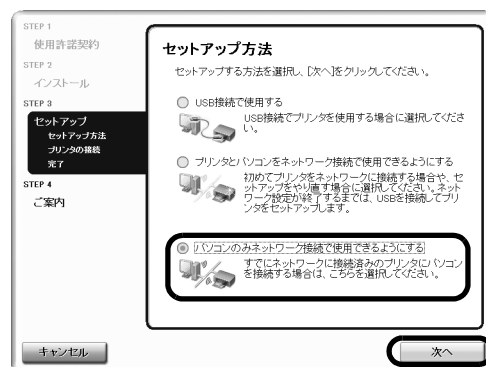 STEP 1
使用許諾契約
STEP 2
インストール
STEP 3
セットアップ
セットアップ方法
プリンタの接続
完了
STEP 4
ご案内
セットアップ方法
セットアップする方法を選択し、[次へ]をクリックしてください。
USB接続で使用する
USB接続でプリンタを使用する場合に選択してくださ
い。
プリンタとパソコンをネットワーク接続で使用できるようにする
初めてプリンタをネットワークに接続する場合や、セ
ットアップをやり直す場合に選択してください。ネット
ワーク設定が終了するまでは、USBを接続してプリ
ンタをセットアップします。
パソコンのみネットワーク接続で使用できるようにする
すでにネットワークに接続済みのプリンタにパソコン
を接続する場合は、こちらを選択してください。
キャンセル
次へ